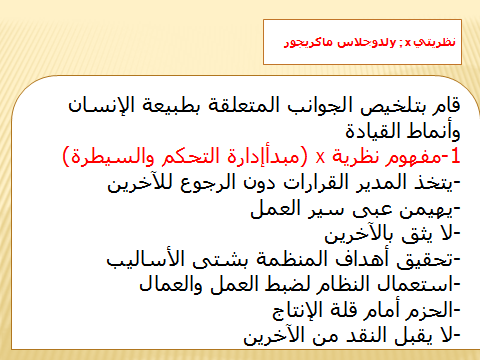 نظريتي x ; y لدوجلاس ماكريجور
قام بتلخيص الجوانب المتعلقة بطبيعة الإنسان
وأنماط القيادة
1-مفهوم نظرية x (مبدأإدارة التحكم والسيطرة)
-يتخذ المدير القرارات دون الرجوع للآخرين
-يهيمن عبى سير العمل
-لا يثق بالآخرين
-تحقيق أهداف المنظمة بشتى الأساليب
-استعمال النظام لضبط العمل والعمال
-الحزم أمام قلة الإنتاج
-لا يقبل النقد من الآخرين